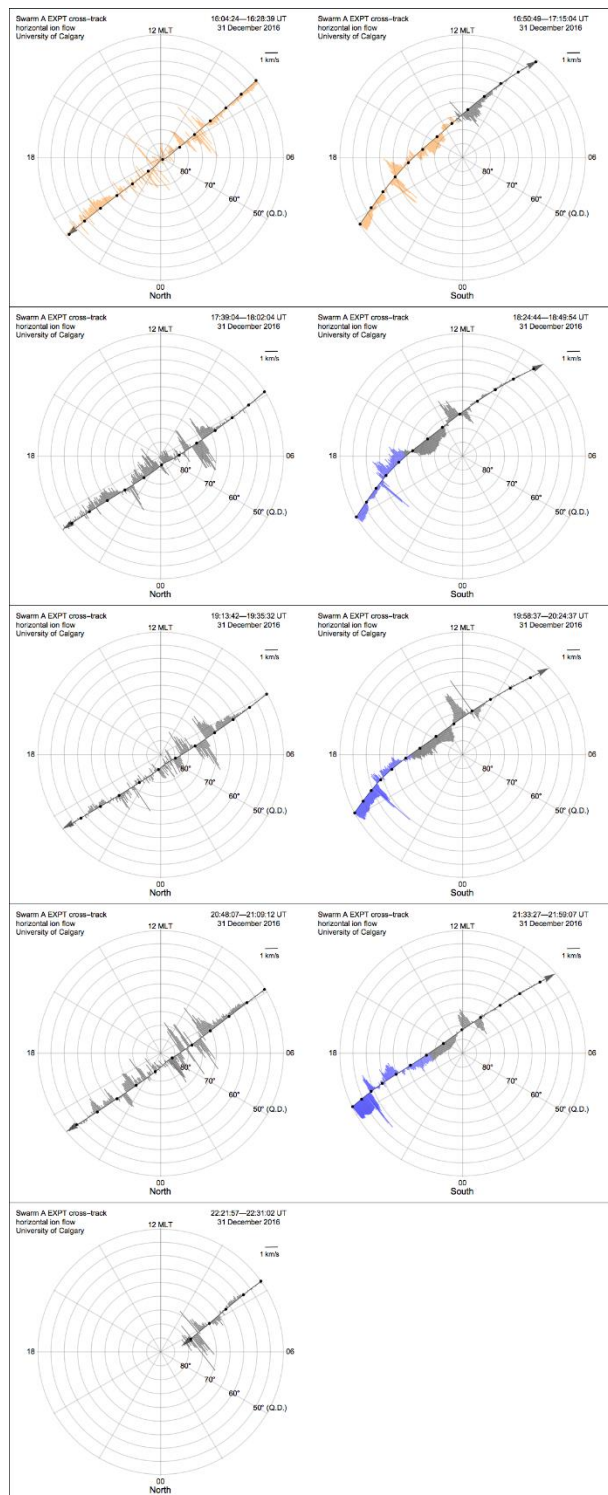 Swarm A EXPT cross−track
horizontal ion flow
University of Calgary
12 MLT
16:04:24—16:28:39 UT
31 December 2016
1 km/s
18
06
80°
70°
60°
50° (Q.D.)
00
North
Swarm A EXPT cross−track
horizontal ion flow
University of Calgary
12 MLT
16:50:49—17:15:04 UT
31 December 2016
1 km/s
18
06
80°
70°
60°
50° (Q.D.)
00
South
Swarm A EXPT cross−track
horizontal ion flow
University of Calgary
12 MLT
17:39:04—18:02:04 UT
31 December 2016
1 km/s
18
06
80°
70°
60°
50° (Q.D.)
00
North
Swarm A EXPT cross−track
horizontal ion flow
University of Calgary
12 MLT
18:24:44—18:49:54 UT
31 December 2016
1 km/s
18
06
80°
70°
60°
50° (Q.D.)
00
South
Swarm A EXPT cross−track
horizontal ion flow
University of Calgary
12 MLT
19:13:42—19:35:32 UT
31 December 2016
1 km/s
18
06
80°
70°
60°
50° (Q.D.)
00
North
Swarm A EXPT cross−track
horizontal ion flow
University of Calgary
12 MLT
19:58:37—20:24:37 UT
31 December 2016
1 km/s
18
06
80°
70°
60°
50° (Q.D.)
00
South
Swarm A EXPT cross−track
horizontal ion flow
University of Calgary
12 MLT
20:48:07—21:09:12 UT
31 December 2016
1 km/s
18
06
80°
70°
60°
50° (Q.D.)
00
North
Swarm A EXPT cross−track
horizontal ion flow
University of Calgary
12 MLT
21:33:27—21:59:07 UT
31 December 2016
1 km/s
18
06
80°
70°
60°
50° (Q.D.)
00
South
Swarm A EXPT cross−track
horizontal ion flow
University of Calgary
12 MLT
22:21:57—22:31:02 UT
31 December 2016
1 km/s
18
06
80°
70°
60°
50° (Q.D.)
00
North